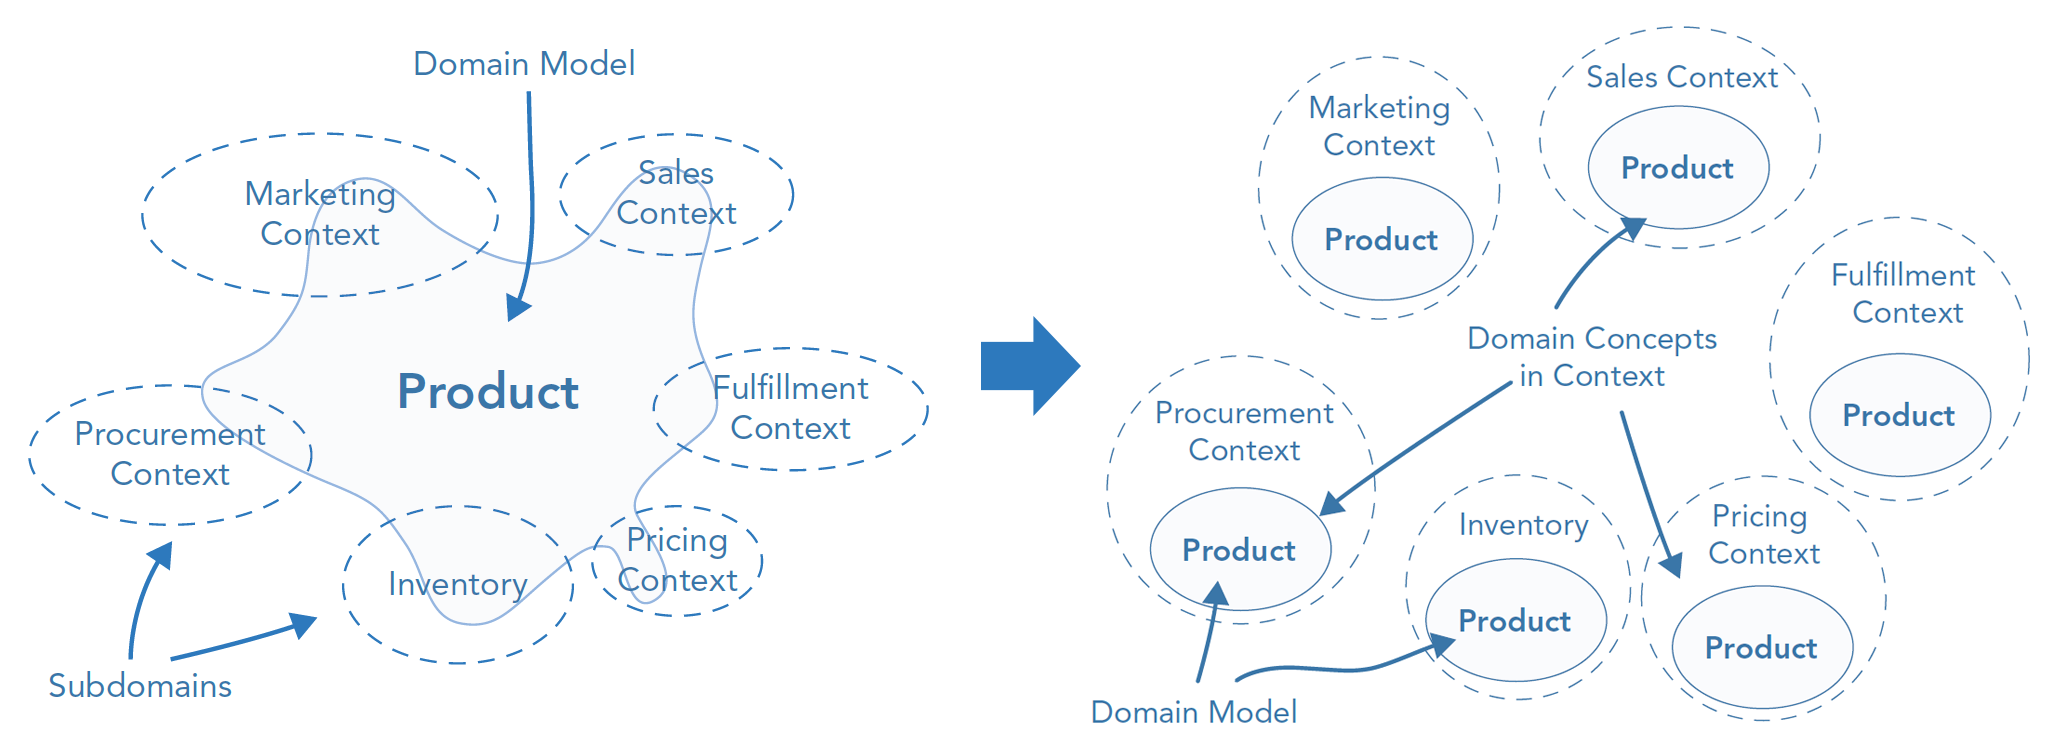 Domain Model
Marketing
Context
Sales
Context
Product
Fulfillment
Context
Procurement
Context
Inventory
Pricing
Context
Subdomains
Marketing
Context
Product
Sales Context
Product
Fulfillment
Context
Product
Domain Concepts
in Context
Procurement
Context
Product
Inventory
Product
Pricing
Context
Product
Domain Model